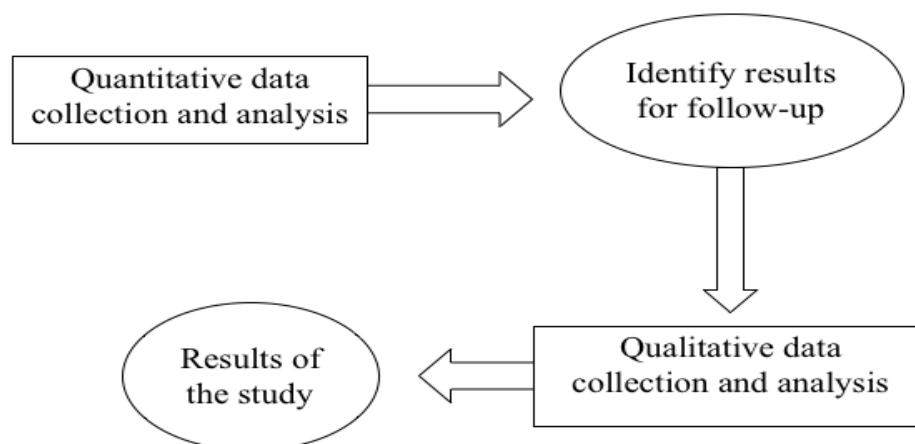 Quantitative data
collection and analysis
Identify results
for follow-up
Qualitative data
collection and analysis
Results of
the study